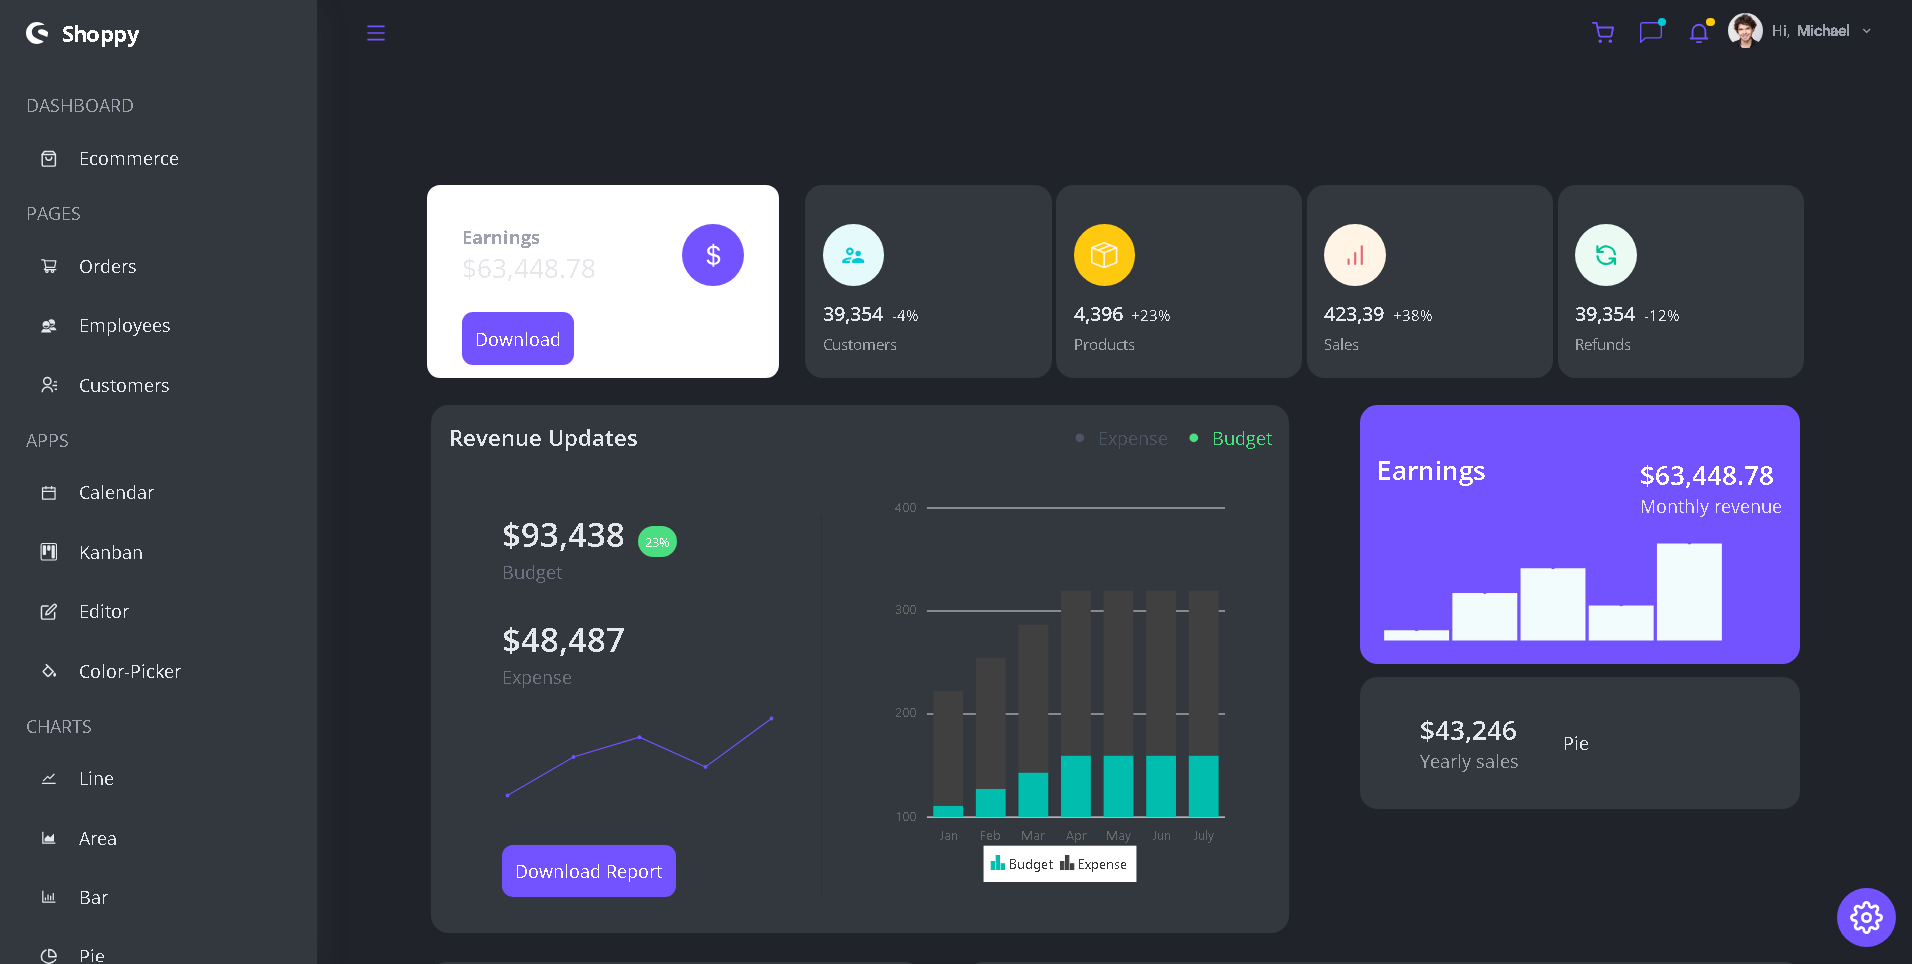 Shoppy
Hi, Michael
DASHBOARD
Ecommerce
PAGES
Orders
Employees
Customers
APPS
Calendar
Kanban
Editor
Color-Picker
CHARTS
Line
Area
Bar
Pie
Earnings
$63,448.78
$
Download
39,354 -4%
Customers
4,396 +23%
Products
423,39 +38%
Sales
39,354 -12%
Refunds
Revenue Updates
Expense
Budget
$93,438 23%
Budget
$48,487
Expense
Download Report
400
300
200
100
Jan Feb Mar Apr May Jun July
Budget Expense
Earnings
$63,448.78
Monthly revenue
$43,246
Yearly sales
Pie